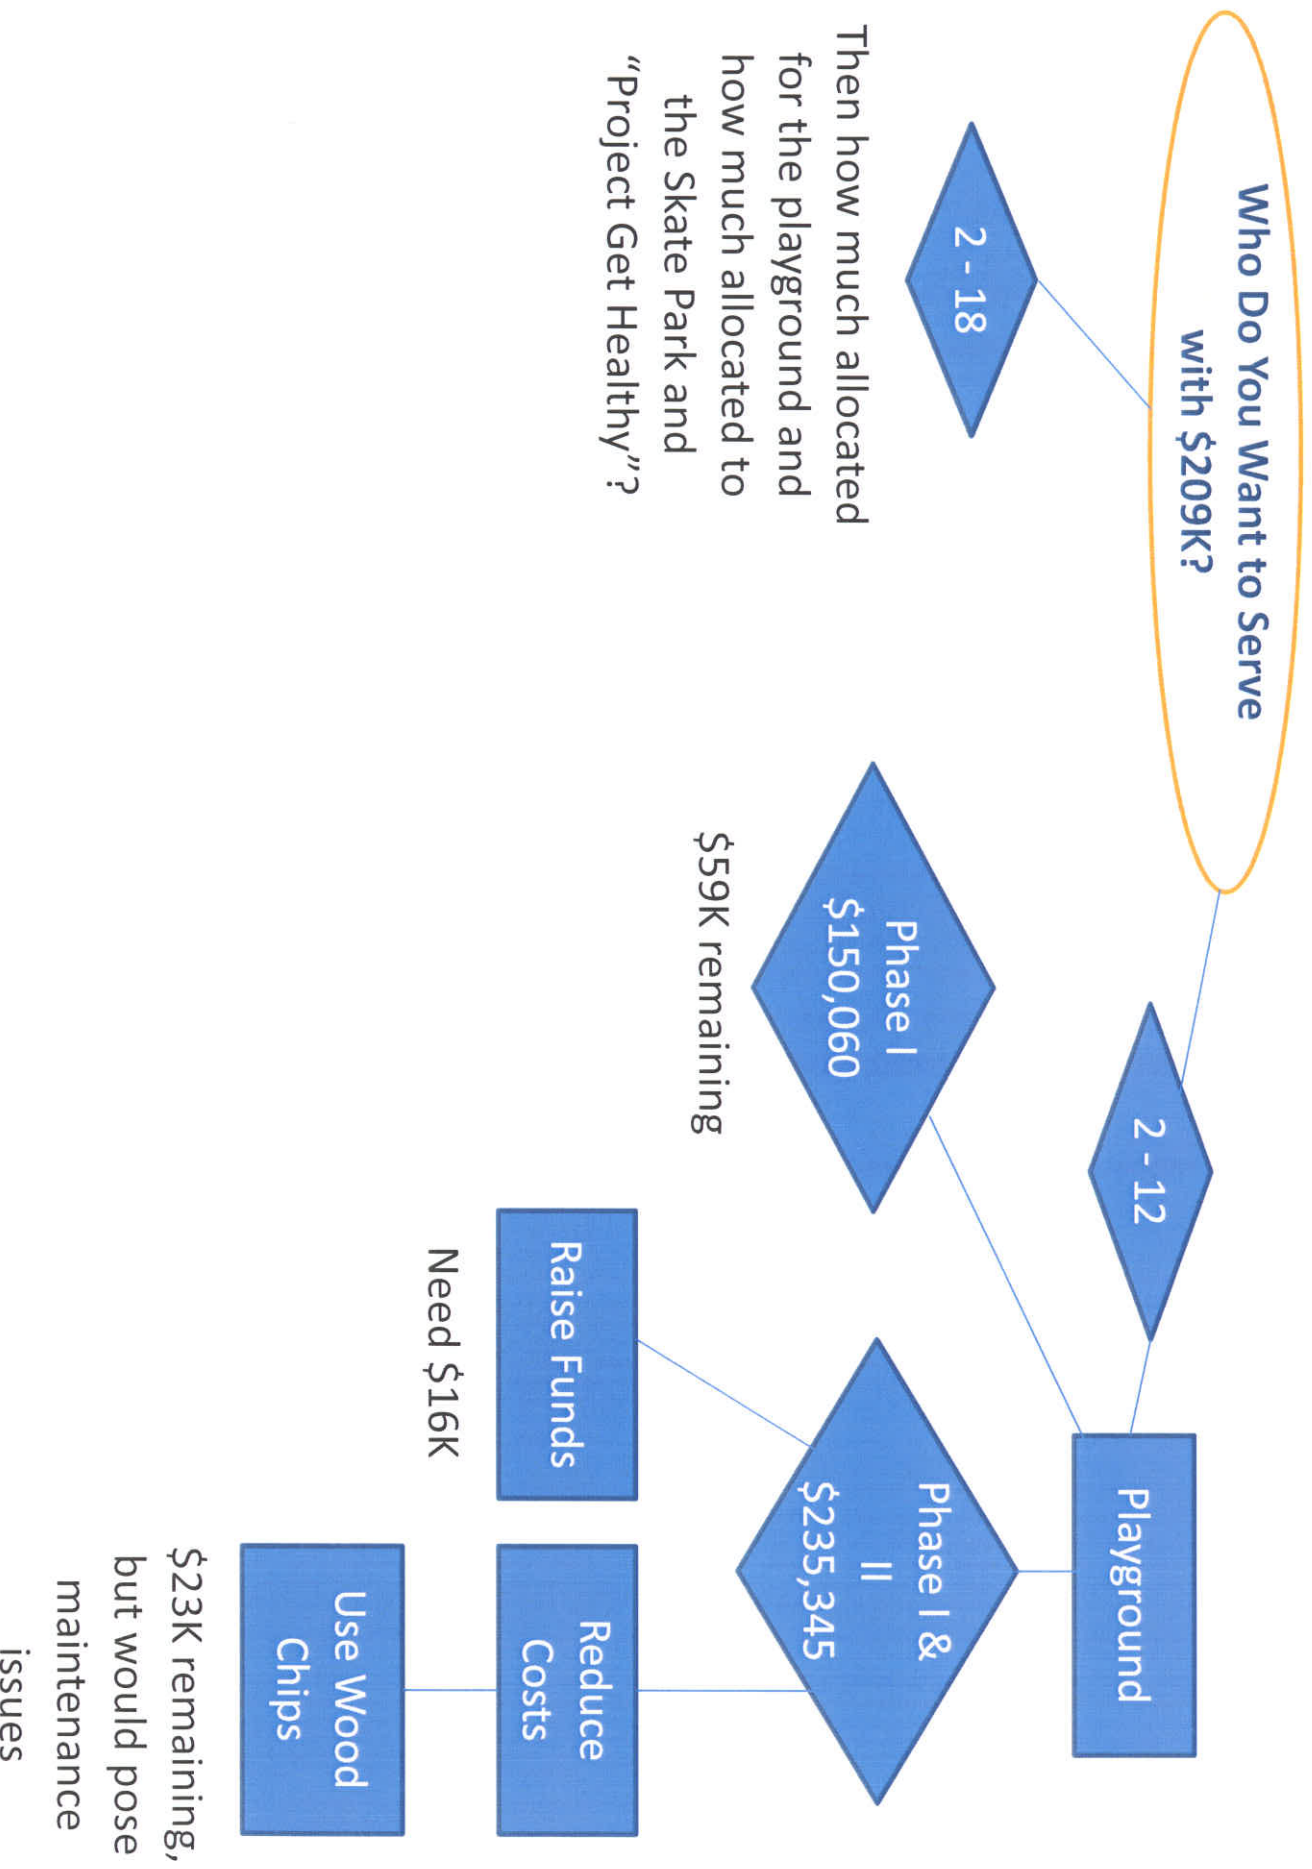 Who Do You Want to Serve
with $209K?
2 - 18
Then how much allocated
for the playground and
how much allocated to
the Skate Park and
“Project Get Healthy”?
2 - 12
Playground
Phase I
$150,060
$59K remaining
Phase I &
II
$235,345
Raise Funds
Need $16K
Reduce
Costs
Use Wood
Chips
$23K remaining,
but would pose
maintenance
issues